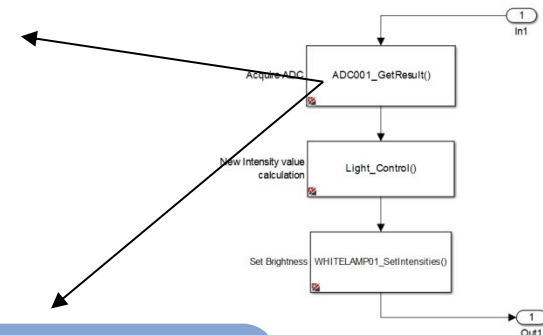 1
In1
Acquire ADC
ADC001_GetResult()
New Intensity value
calculation
Light_Control()
Set Brightness
WHITELAMP01_SetIntensities()
1
Out1